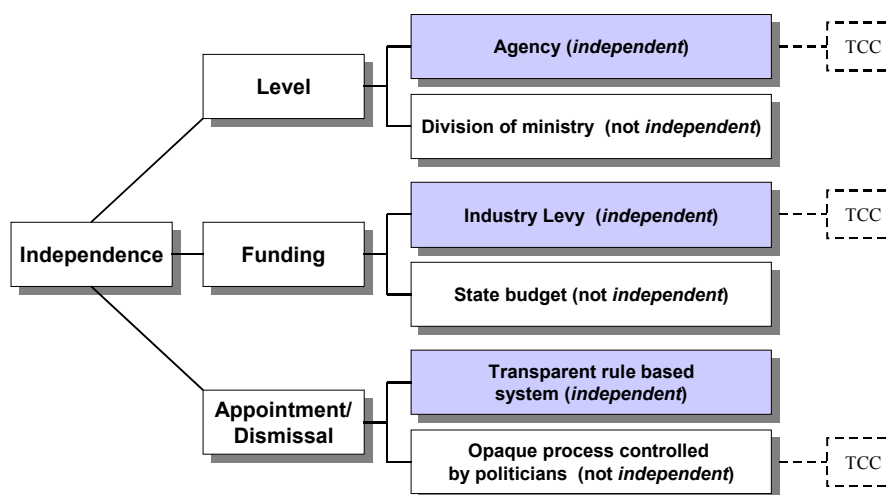 Agency (independent)
TCC
Level
Division of ministry (not independent)
Industry Levy (independent)
TCC
Independence
Funding
State budget (not independent)
Transparent rule based
system (independent)
Appointment/
Dismissal
Opaque process controlled
by politicians (not independent)
TCC